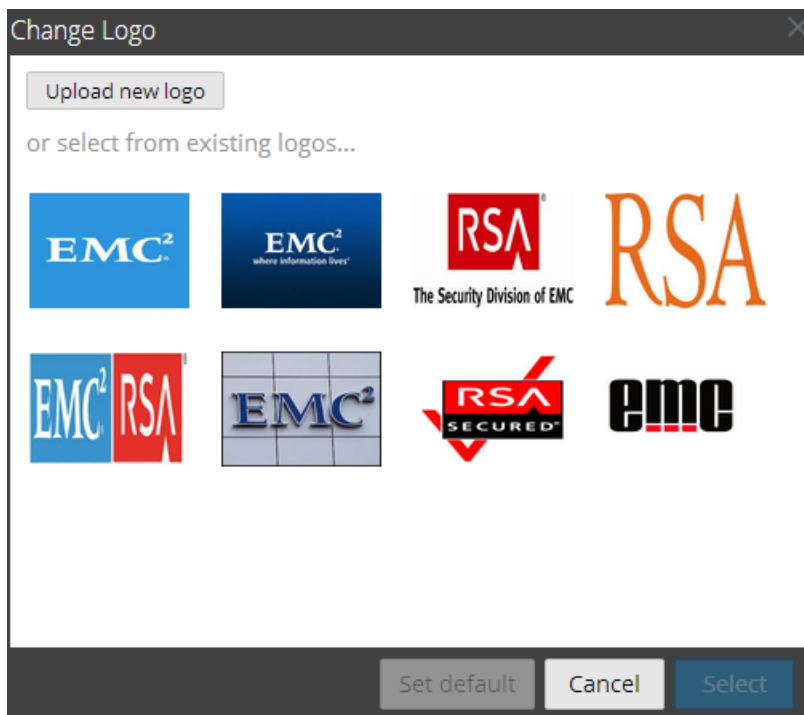 Change Logo
Upload new logo
or select from existing logos...
EMC²
EMC²
where information lives®
RSA®
The Security Division of EMC
RSA
EMC² RSA®
EMC²
RSA
SECURED®
emc
Set default
Cancel
Select